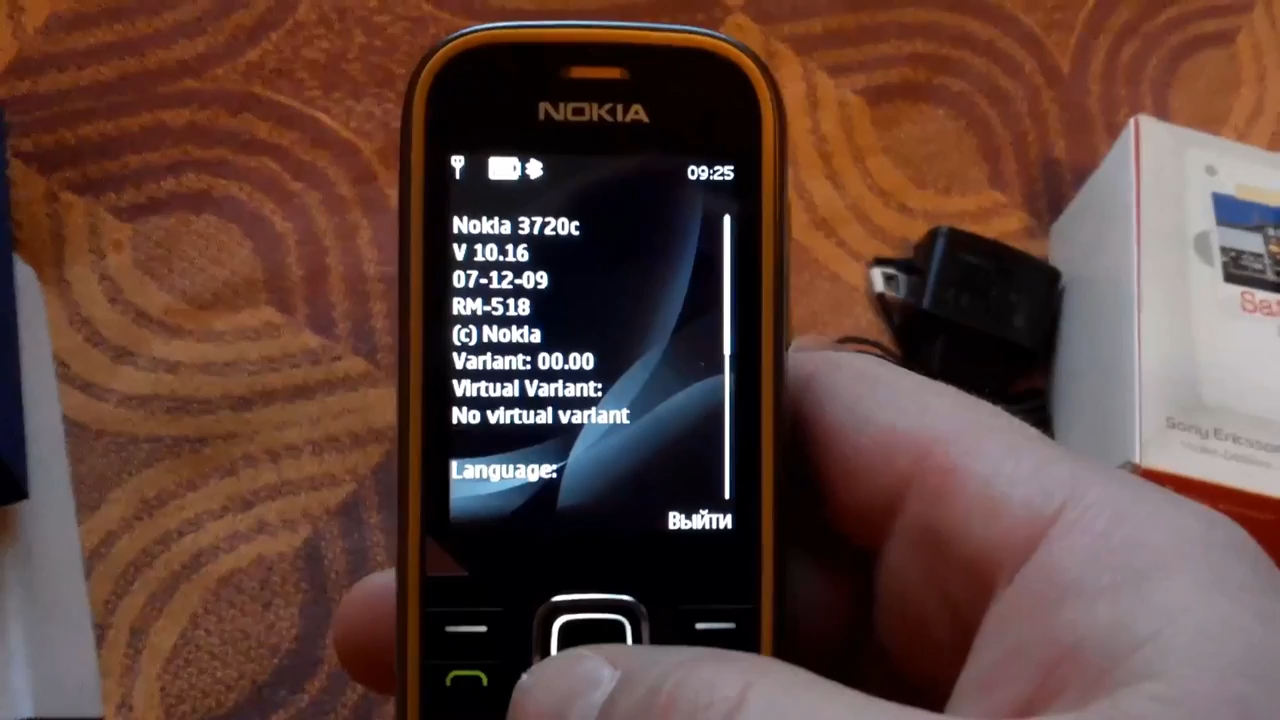 NOKIA
09:25
Nokia 3720c
V 10.16
07-12-09
RM-518
(c) Nokia
Variant: 00.00
Virtual Variant:
No virtual variant
Language:
Выйти
Sony Ericsson